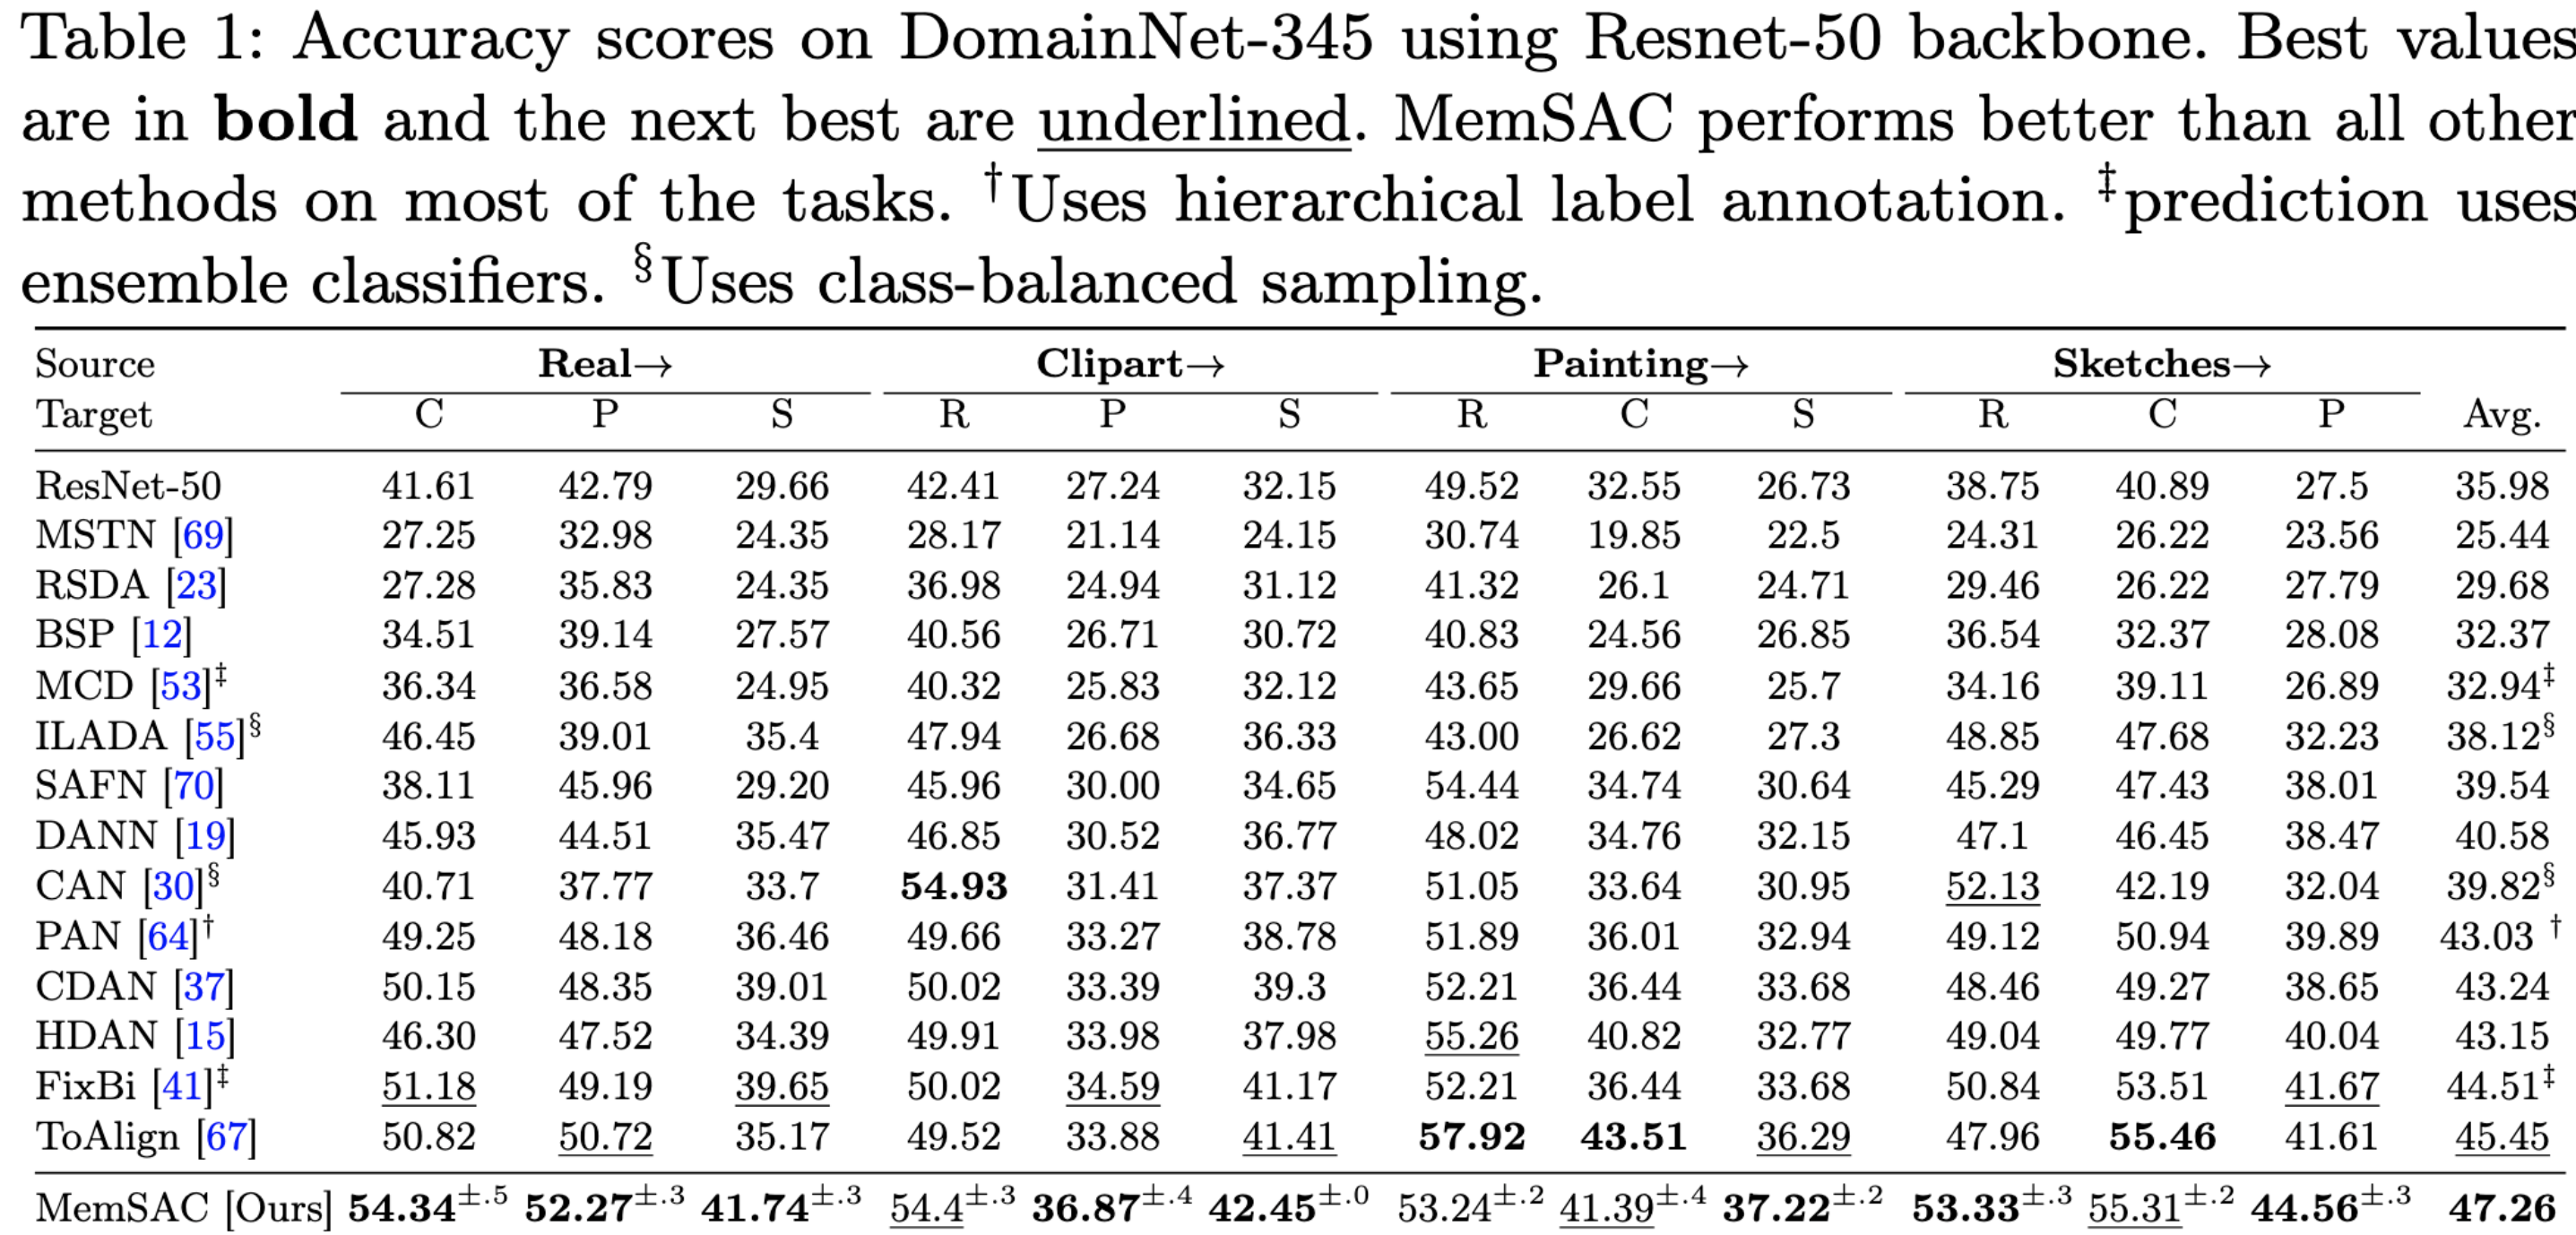 Table 1: Accuracy scores on DomainNet-345 using Resnet-50 backbone. Best values
are in bold and the next best are underlined. MemSAC performs better than all other
methods on most of the tasks. †Uses hierarchical label annotation. ‡prediction uses
ensemble classifiers. §Uses class-balanced sampling.
Source Real→ Clipart→ Painting→ Sketches→
Target C P S R P S R C S R C P Avg.
ResNet-50 41.61 42.79 29.66 42.41 27.24 32.15 49.52 32.55 26.73 38.75 40.89 27.5 35.98
MSTN [69] 27.25 32.98 24.35 28.17 21.14 24.15 30.74 19.85 22.5 24.31 26.22 23.56 25.44
RSDA [23] 27.28 35.83 24.35 36.98 24.94 31.12 41.32 26.1 24.71 29.46 26.22 27.79 29.68
BSP [12] 34.51 39.14 27.57 40.56 26.71 30.72 40.83 24.56 26.85 36.54 32.37 28.08 32.37
MCD [53]‡ 36.34 36.58 24.95 40.32 25.83 32.12 43.65 29.66 25.7 34.16 39.11 26.89 32.94‡
ILADA [55]§ 46.45 39.01 35.4 47.94 26.68 36.33 43.00 26.62 27.3 48.85 47.68 32.23 38.12§
SAFN [70] 38.11 45.96 29.20 45.96 30.00 34.65 54.44 34.74 30.64 45.29 47.43 38.01 39.54
DANN [19] 45.93 44.51 35.47 46.85 30.52 36.77 48.02 34.76 32.15 47.1 46.45 38.47 40.58
CAN [30]§ 40.71 37.77 33.7 54.93 31.41 37.37 51.05 33.64 30.95 52.13 42.19 32.04 39.82§
PAN [64]† 49.25 48.18 36.46 49.66 33.27 38.78 51.89 36.01 32.94 49.12 50.94 39.89 43.03 †
CDAN [37] 50.15 48.35 39.01 50.02 33.39 39.3 52.21 36.44 33.68 48.46 49.27 38.65 43.24
HDAN [15] 46.30 47.52 34.39 49.91 33.98 37.98 55.26 40.82 32.77 49.04 49.77 40.04 43.15
FixBi [41]‡ 51.18 49.19 39.65 50.02 34.59 41.17 52.21 36.44 33.68 50.84 53.51 41.67 44.51‡
ToAlign [67] 50.82 50.72 35.17 49.52 33.88 41.41 57.92 43.51 36.29 47.96 55.46 41.61 45.45
MemSAC [Ours] 54.34±.5 52.27±.3 41.74±.3 54.4±.3 36.87±.4 42.45±.0 53.24±.2 41.39±.4 37.22±.2 53.33±.3 55.31±.2 44.56±.3 47.26